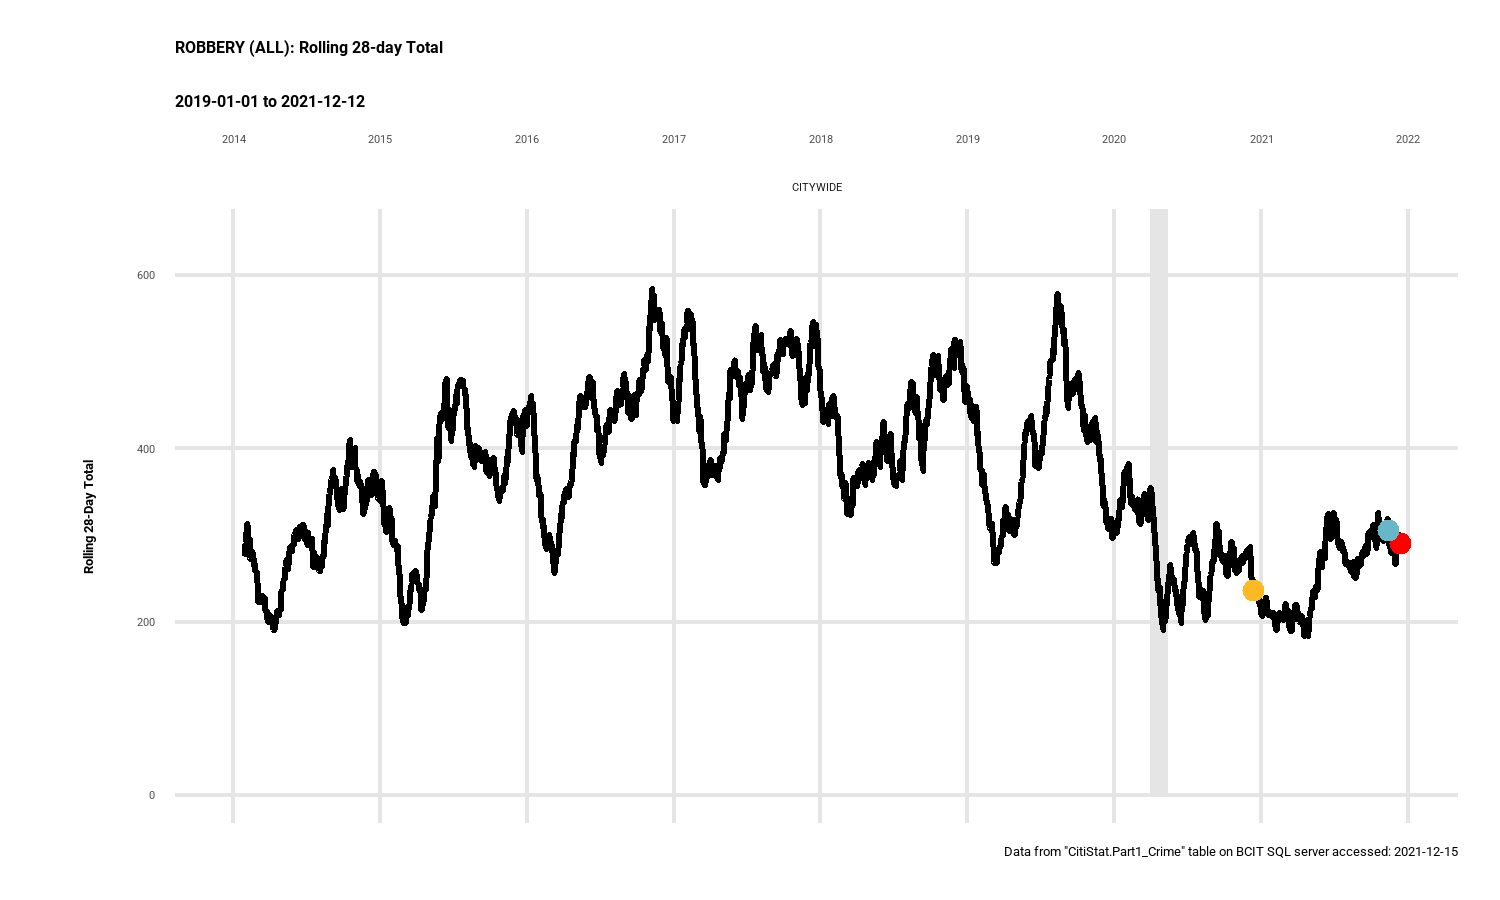 ROBBERY (ALL): Rolling 28-day Total
2019-01-01 to 2021-12-12
2014 2015 2016 2017 2018 2019 2020 2021 2022
CITYWIDE
600
400
200
0
Rolling 28-Day Total
Data from "CitiStat.Part1_Crime" table on BCIT SQL server accessed: 2021-12-15